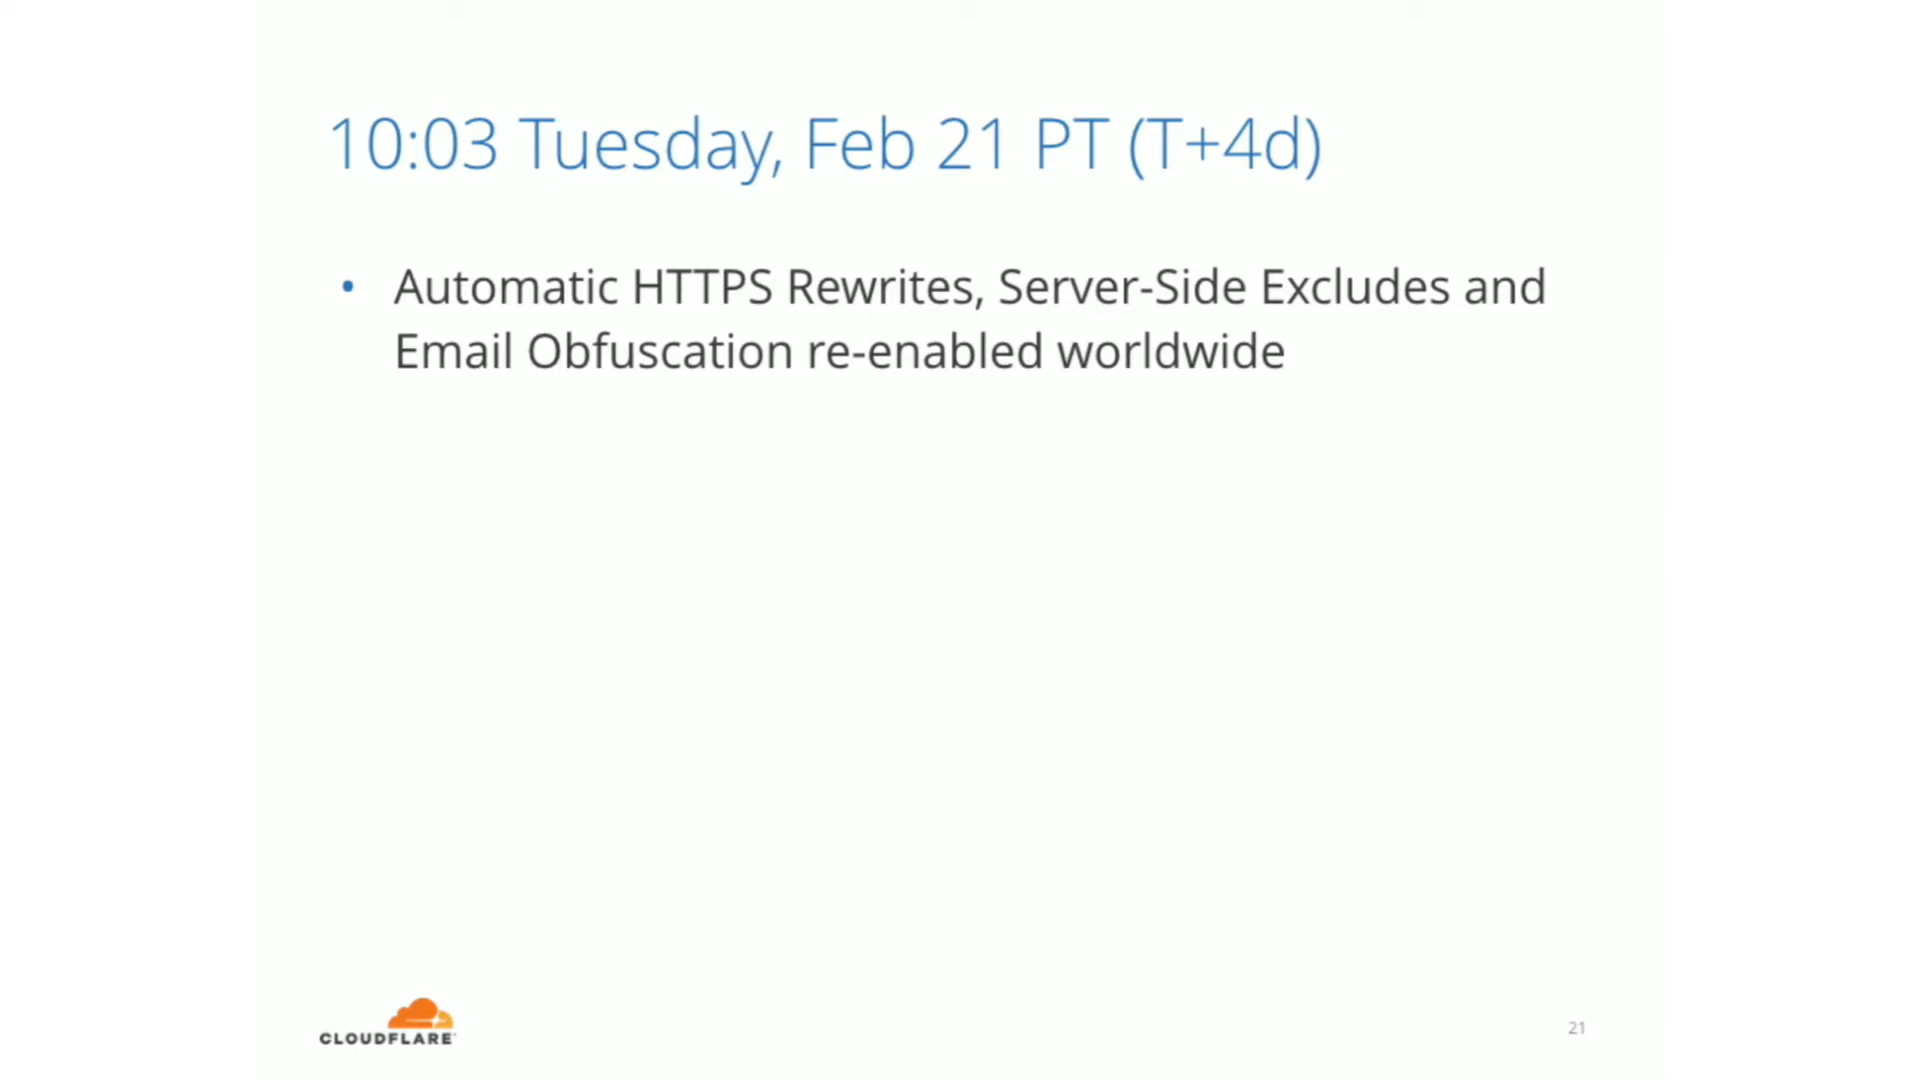 10:03 Tuesday, Feb 21 PT (T+4d)
• Automatic HTTPS Rewrites, Server-Side Excludes and
Email Obfuscation re-enabled worldwide
CLOUDFLARE
21